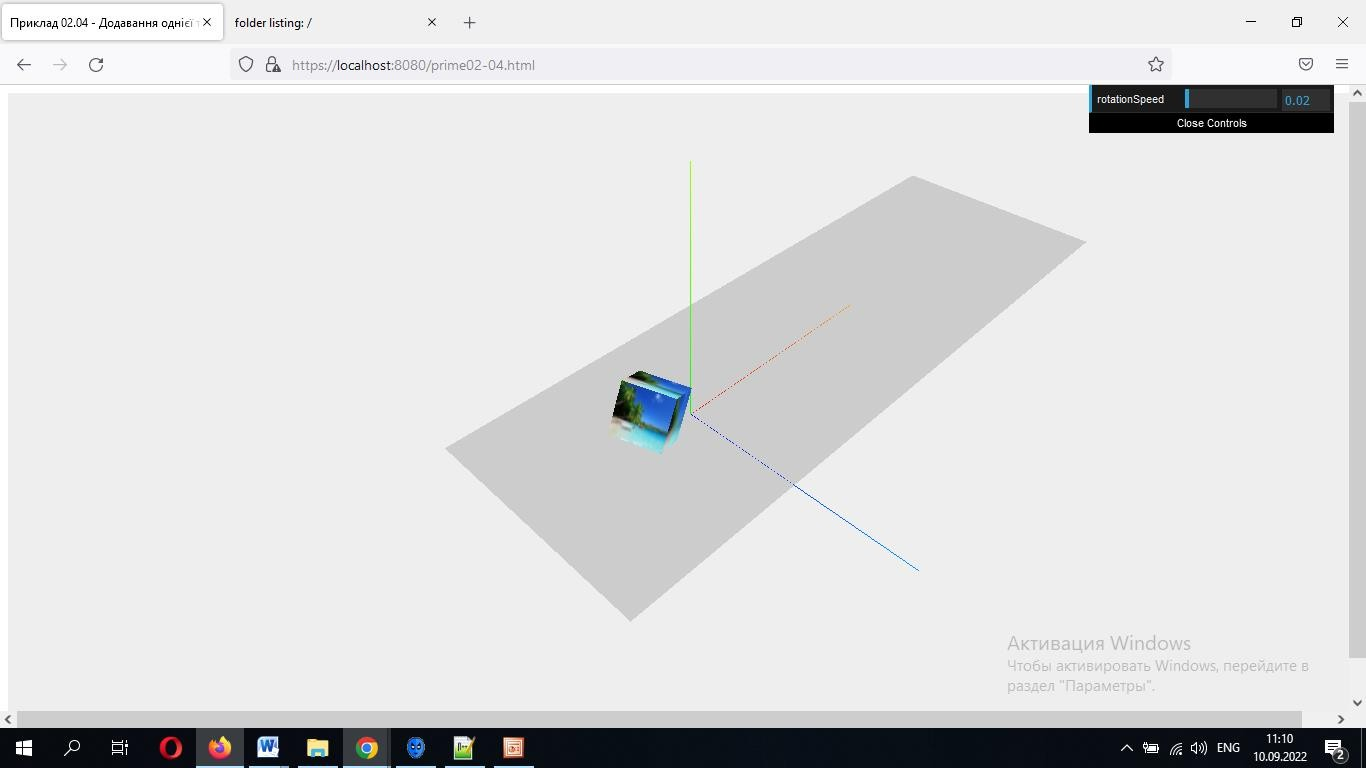 Приклад 02.04 - Додавання однієї
folder listing: /
https://localhost:8080/prime02-04.html
rotationSpeed
0.02
Close Controls
Активация Windows
Чтобы активировать Windows, перейдите в
раздел "Параметры".
ENG
11:10
10.09.2022
2